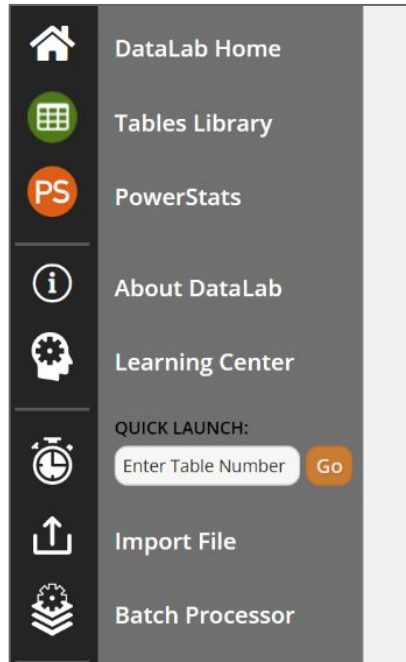 DataLab Home
Tables Library
PS PowerStats
i About DataLab
Learning Center
QUICK LAUNCH:
Enter Table Number Go
Import File
Batch Processor